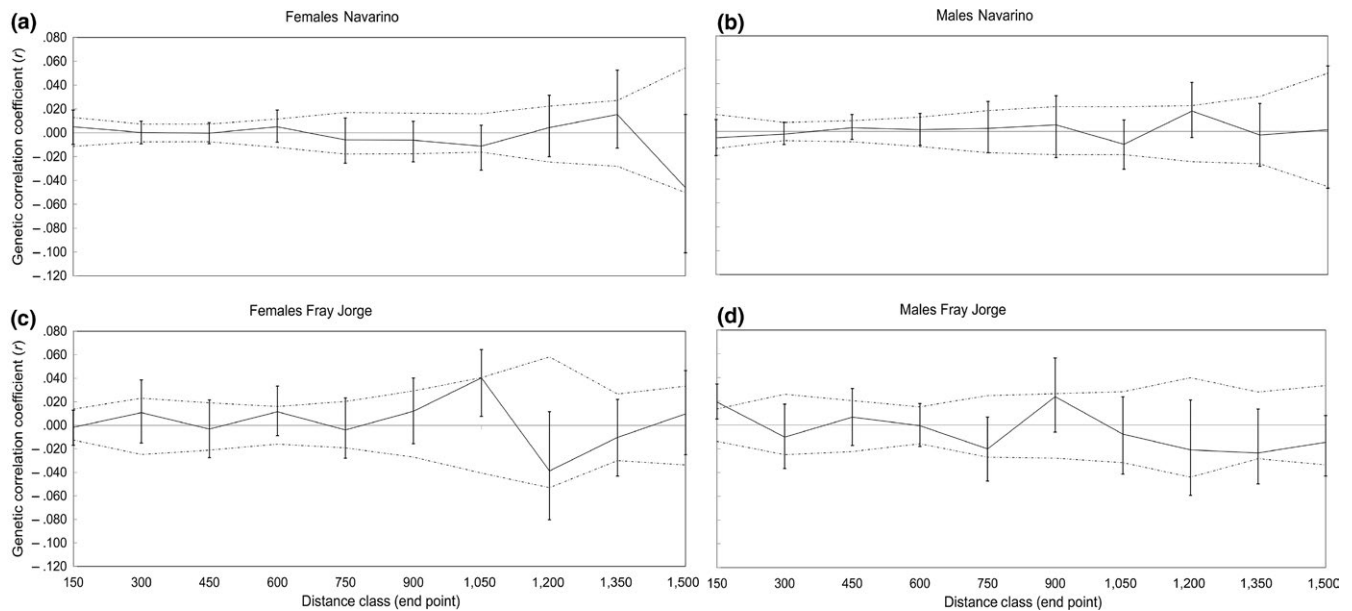 (a)
Females Navarino
Genetic correlation coefficient (r)
.080
.060
.040
.020
.000
−.020
−.040
−.060
−.080
−.100
−.120
(b)
Males Navarino
(c)
Females Fray Jorge
Genetic correlation coefficient (r)
.080
.060
.040
.020
.000
−.020
−.040
−.060
−.080
−.100
−.120
150 300 450 600 750 900 1,050 1,200 1,350 1,500
Distance class (end point)
(d)
Males Fray Jorge
150 300 450 600 750 900 1,050 1,200 1,350 1,500
Distance class (end point)